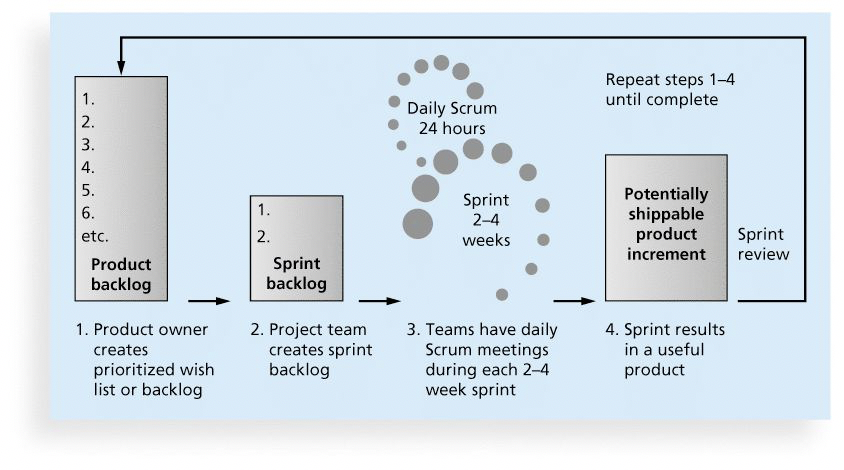 1.
2.
3.
4.
5.
6.
etc.
Product
backlog
1.
2.
Sprint
backlog
Daily Scrum
24 hours
Sprint
2–4
weeks
Repeat steps 1–4
until complete
Potentially
shippable
product
increment
Sprint
review
1. Product owner
creates
prioritized wish
list or backlog
2. Project team
creates sprint
backlog
3. Teams have daily
Scrum meetings
during each 2–4
week sprint
4. Sprint results
in a useful
product